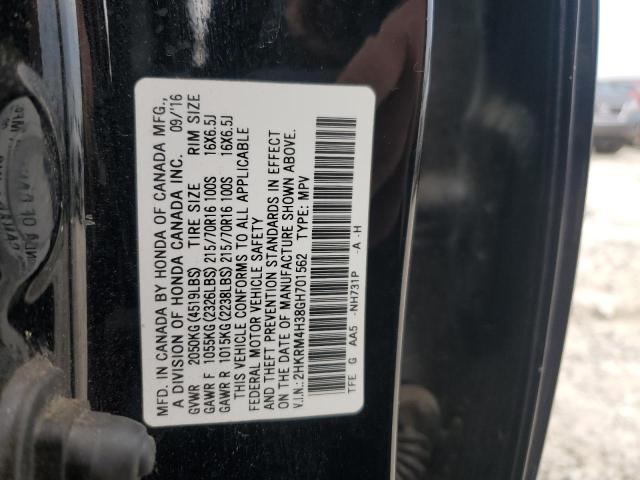 MFD. IN CANADA BY HONDA OF CANADA MFG.,
A DIVISION OF HONDA CANADA INC. 09/'16
GVWR 2050KG(4519LBS) TIRE SIZE RIM SIZE
GAWR F 1055KG(2326LBS) 215/70R16 100S 16X6.5J
GAWR R 1015KG(2238LBS) 215/70R16 100S 16X6.5J
THIS VEHICLE CONFORMS TO ALL APPLICABLE
FEDERAL MOTOR VEHICLE SAFETY
AND THEFT PREVENTION STANDARDS IN EFFECT
ON THE DATE OF MANUFACTURE SHOWN ABOVE.
V.I.N.: 2HKRM4H38GH701562 TYPE: MPV
TFE G AA5 -NH731P -A -H